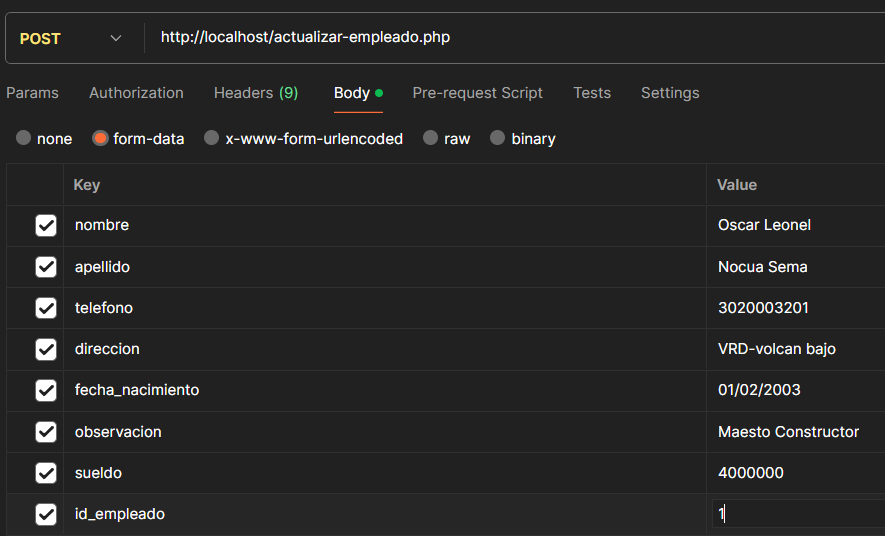 POST http://localhost/actualizar-empleado.php
Params Authorization Headers (9) Body Pre-request Script Tests Settings
none form-data x-www-form-urlencoded raw binary
Key Value
nombre Oscar Leonel
apellido Nocua Sema
telefono 3020003201
direccion VRD-volcan bajo
fecha_nacimiento 01/02/2003
observacion Maesto Constructor
sueldo 4000000
id_empleado 1